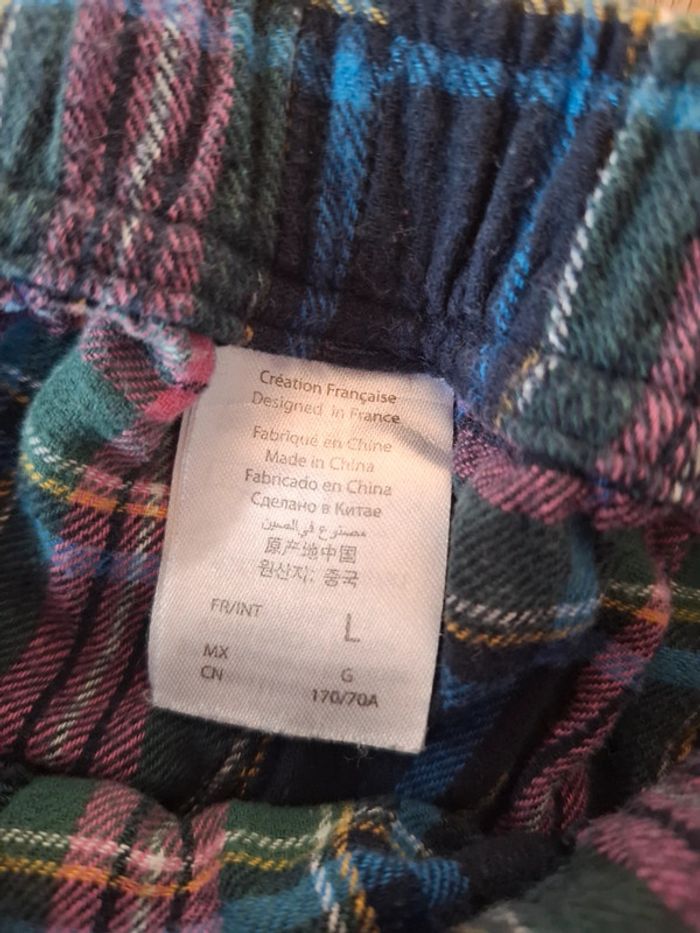 Création Française
Designed in France
Fabriqué en Chine
Made in China
Fabricado en China
Сделано в Китае
مصنوع في الصين
原产地中国
원산지: 중국
FR/INT L
MX G
CN 170/70A